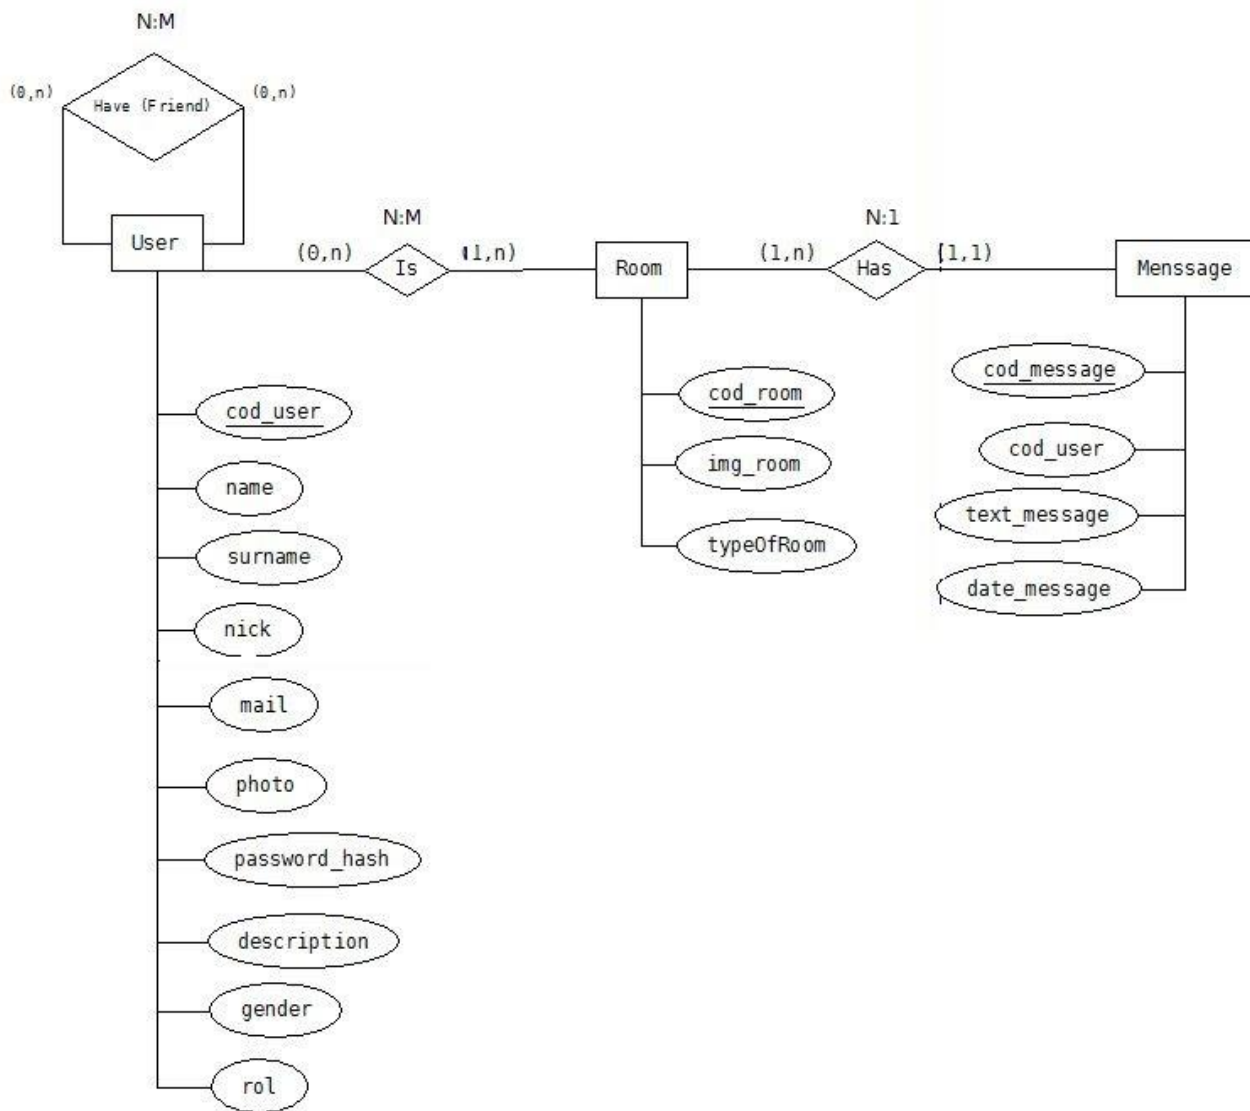 N:M
(0,n)
Have (Friend)
(0,n)
User
N:M
(0,n)
Is
(1,n)
Room
N:1
(1,n)
Has
(1,1)
Menssage
cod_user
name
surname
nick
mail
photo
password_hash
description
gender
rol
cod_room
img_room
typeOfRoom
cod_message
cod_user
text_message
date_message